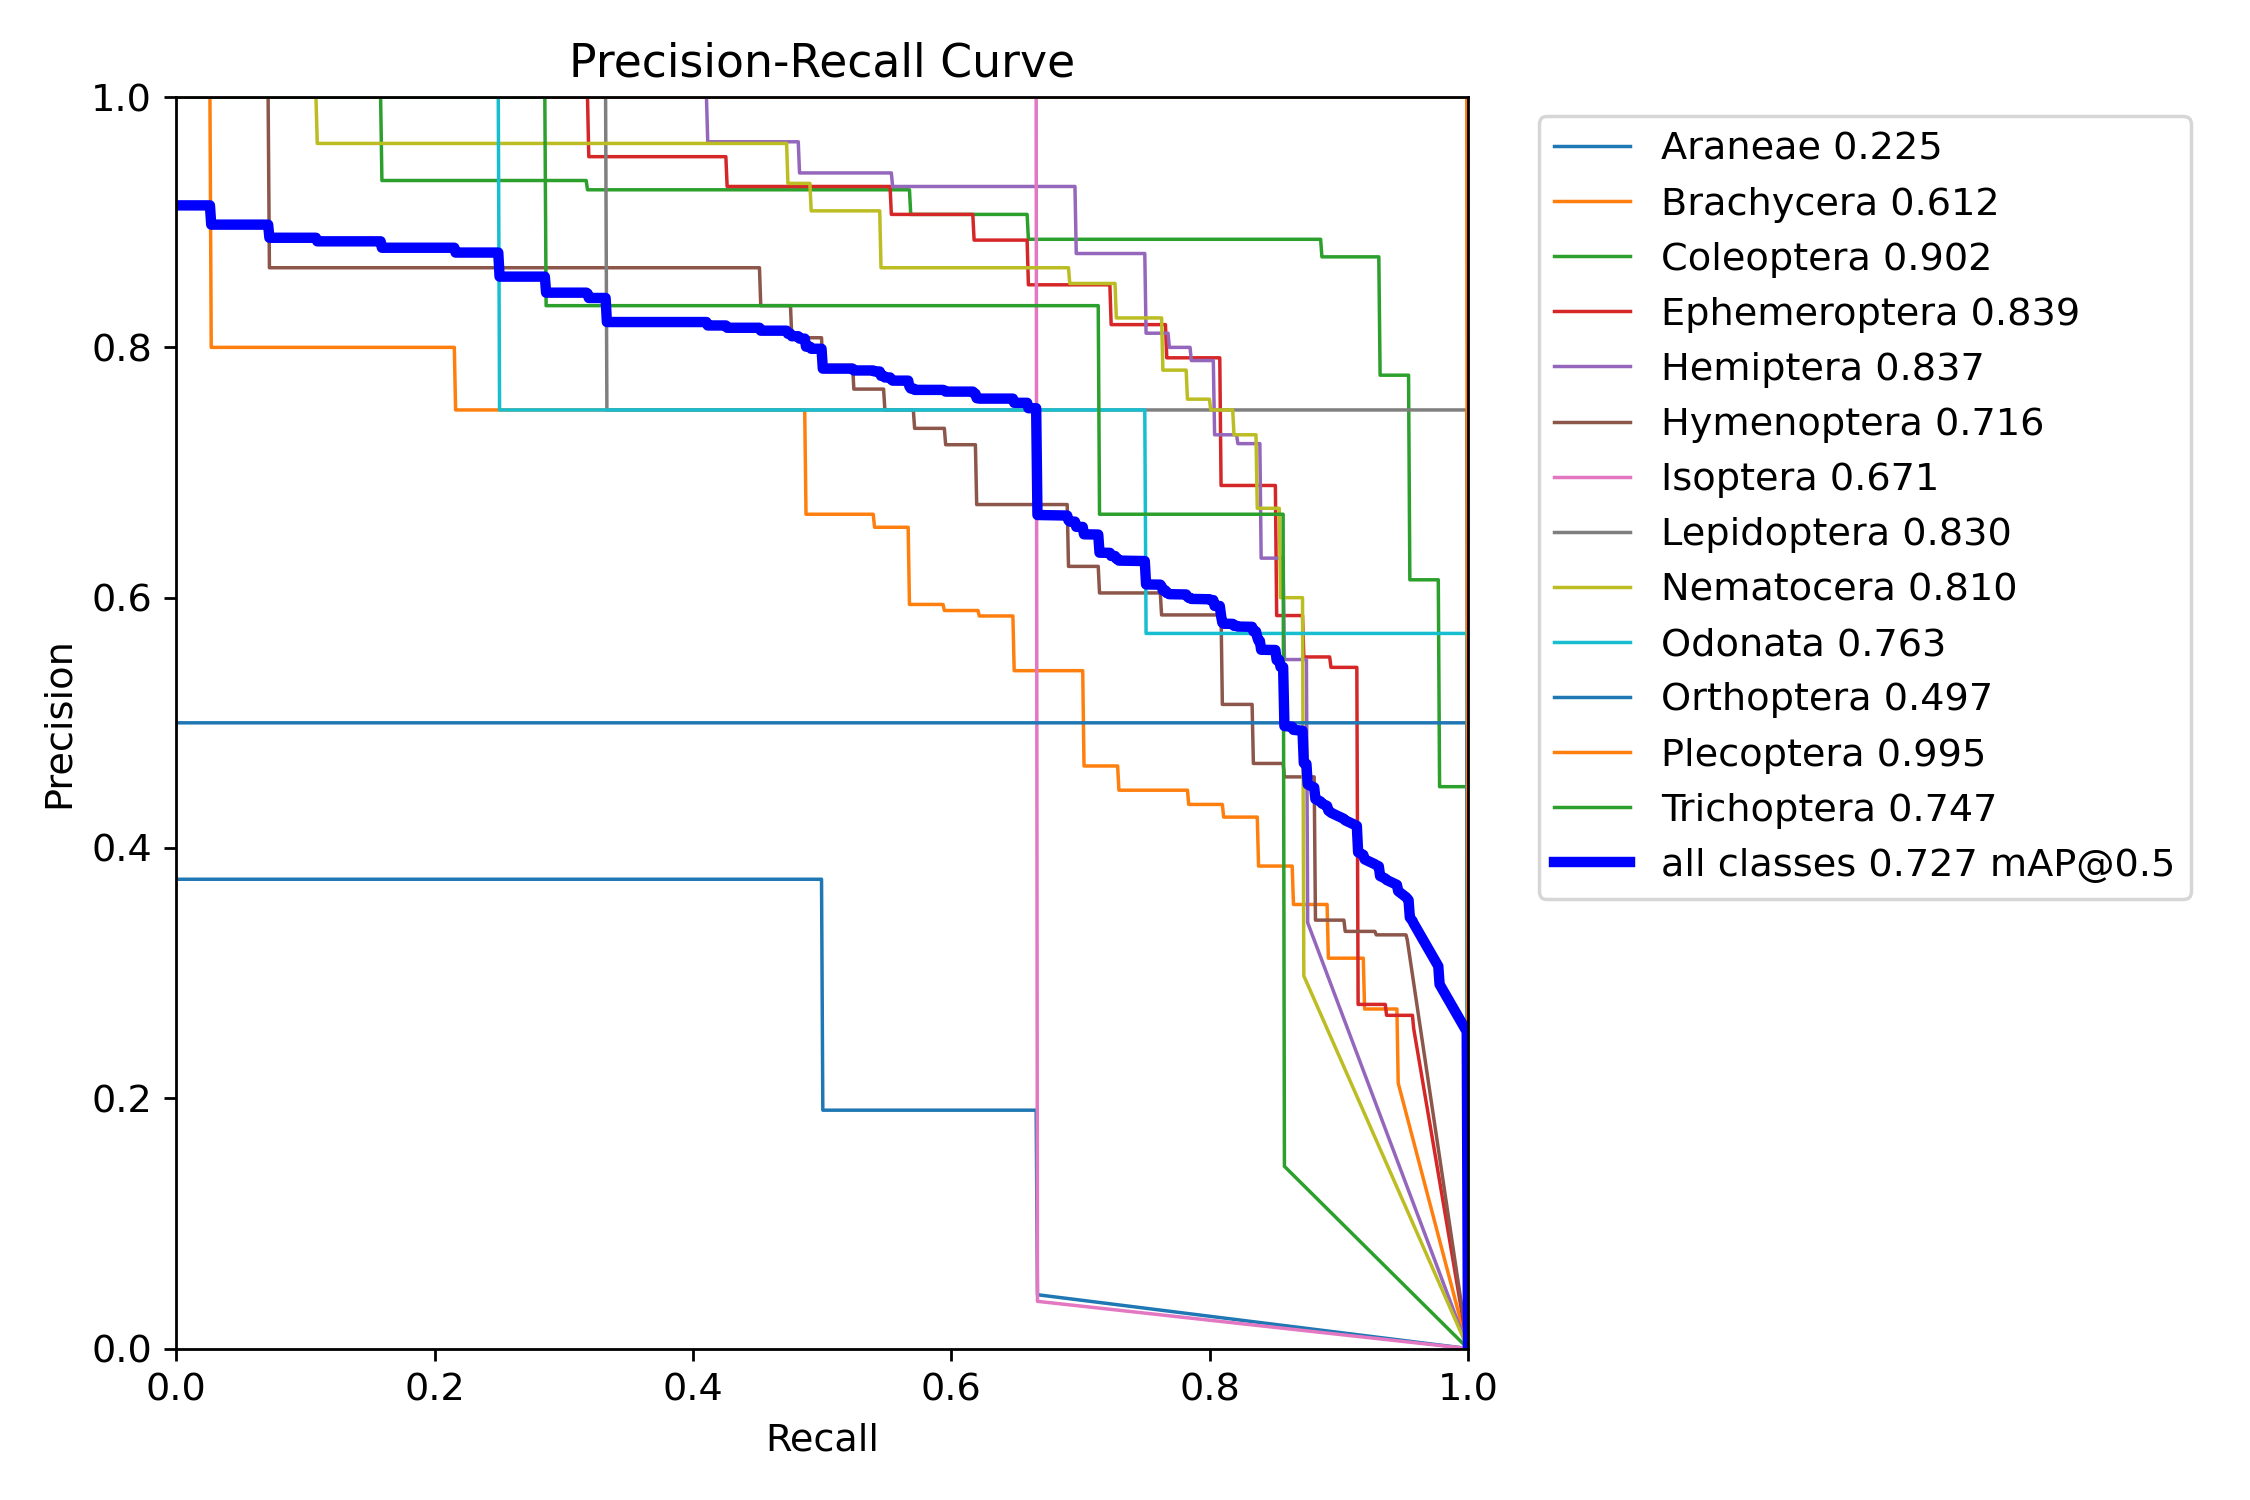 Precision-Recall Curve
1.0
0.8
0.6
0.4
0.2
0.0
Precision
0.0 0.2 0.4 0.6 0.8 1.0
Recall
Araneae 0.225
Brachycera 0.612
Coleoptera 0.902
Ephemeroptera 0.839
Hemiptera 0.837
Hymenoptera 0.716
Isoptera 0.671
Lepidoptera 0.830
Nematocera 0.810
Odonata 0.763
Orthoptera 0.497
Plecoptera 0.995
Trichoptera 0.747
all classes 0.727 mAP@0.5